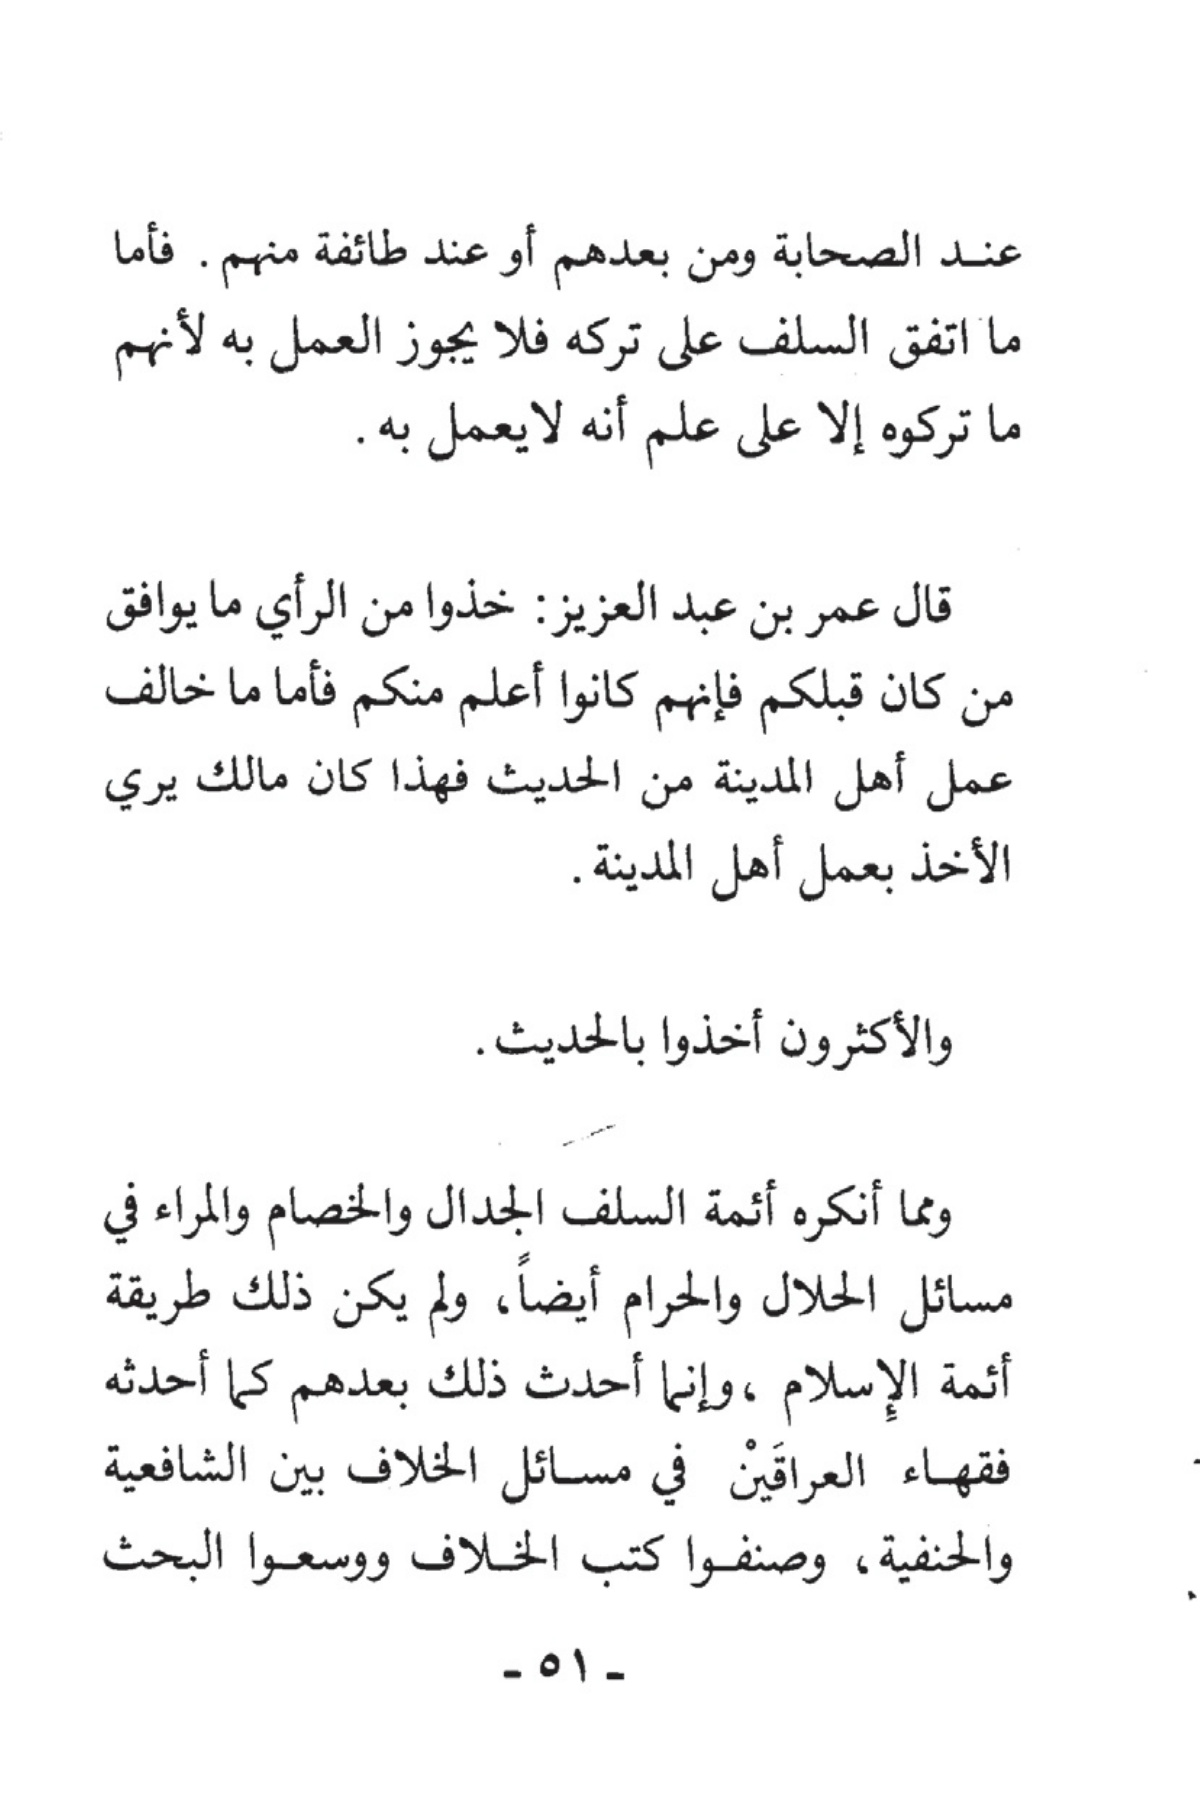 عنـد الصحابة ومن بعدهم أو عند طائفة منهم . فأما
ما اتفق السلف على تركه فلا يجوز العمل به لأنهم
ما تركوه إلا على علم أنه لايعمل به .
قال عمر بن عبد العزيز: خذوا من الرأي ما يوافق
من كان قبلكم فإنهم كانوا أعلم منكم فأما ما خالف
عمل أهل المدينة من الحديث فهذا كان مالك يري
الأخذ بعمل أهل المدينة .
والأكثرون أخذوا بالحديث .
ومما أنكره أئمة السلف الجدال والخصام والمراء في
مسائل الحلال والحرام أيضاً، ولم يكن ذلك طريقة
أئمة الإسلام ،وإنما أحدث ذلك بعدهم كما أحدثه
فقهـاء العراقَيْن في مسـائل الخلاف بين الشافعية
والحنفية، وصنفـوا كتب الخـلاف ووسعـوا البحث
- ٥١ -